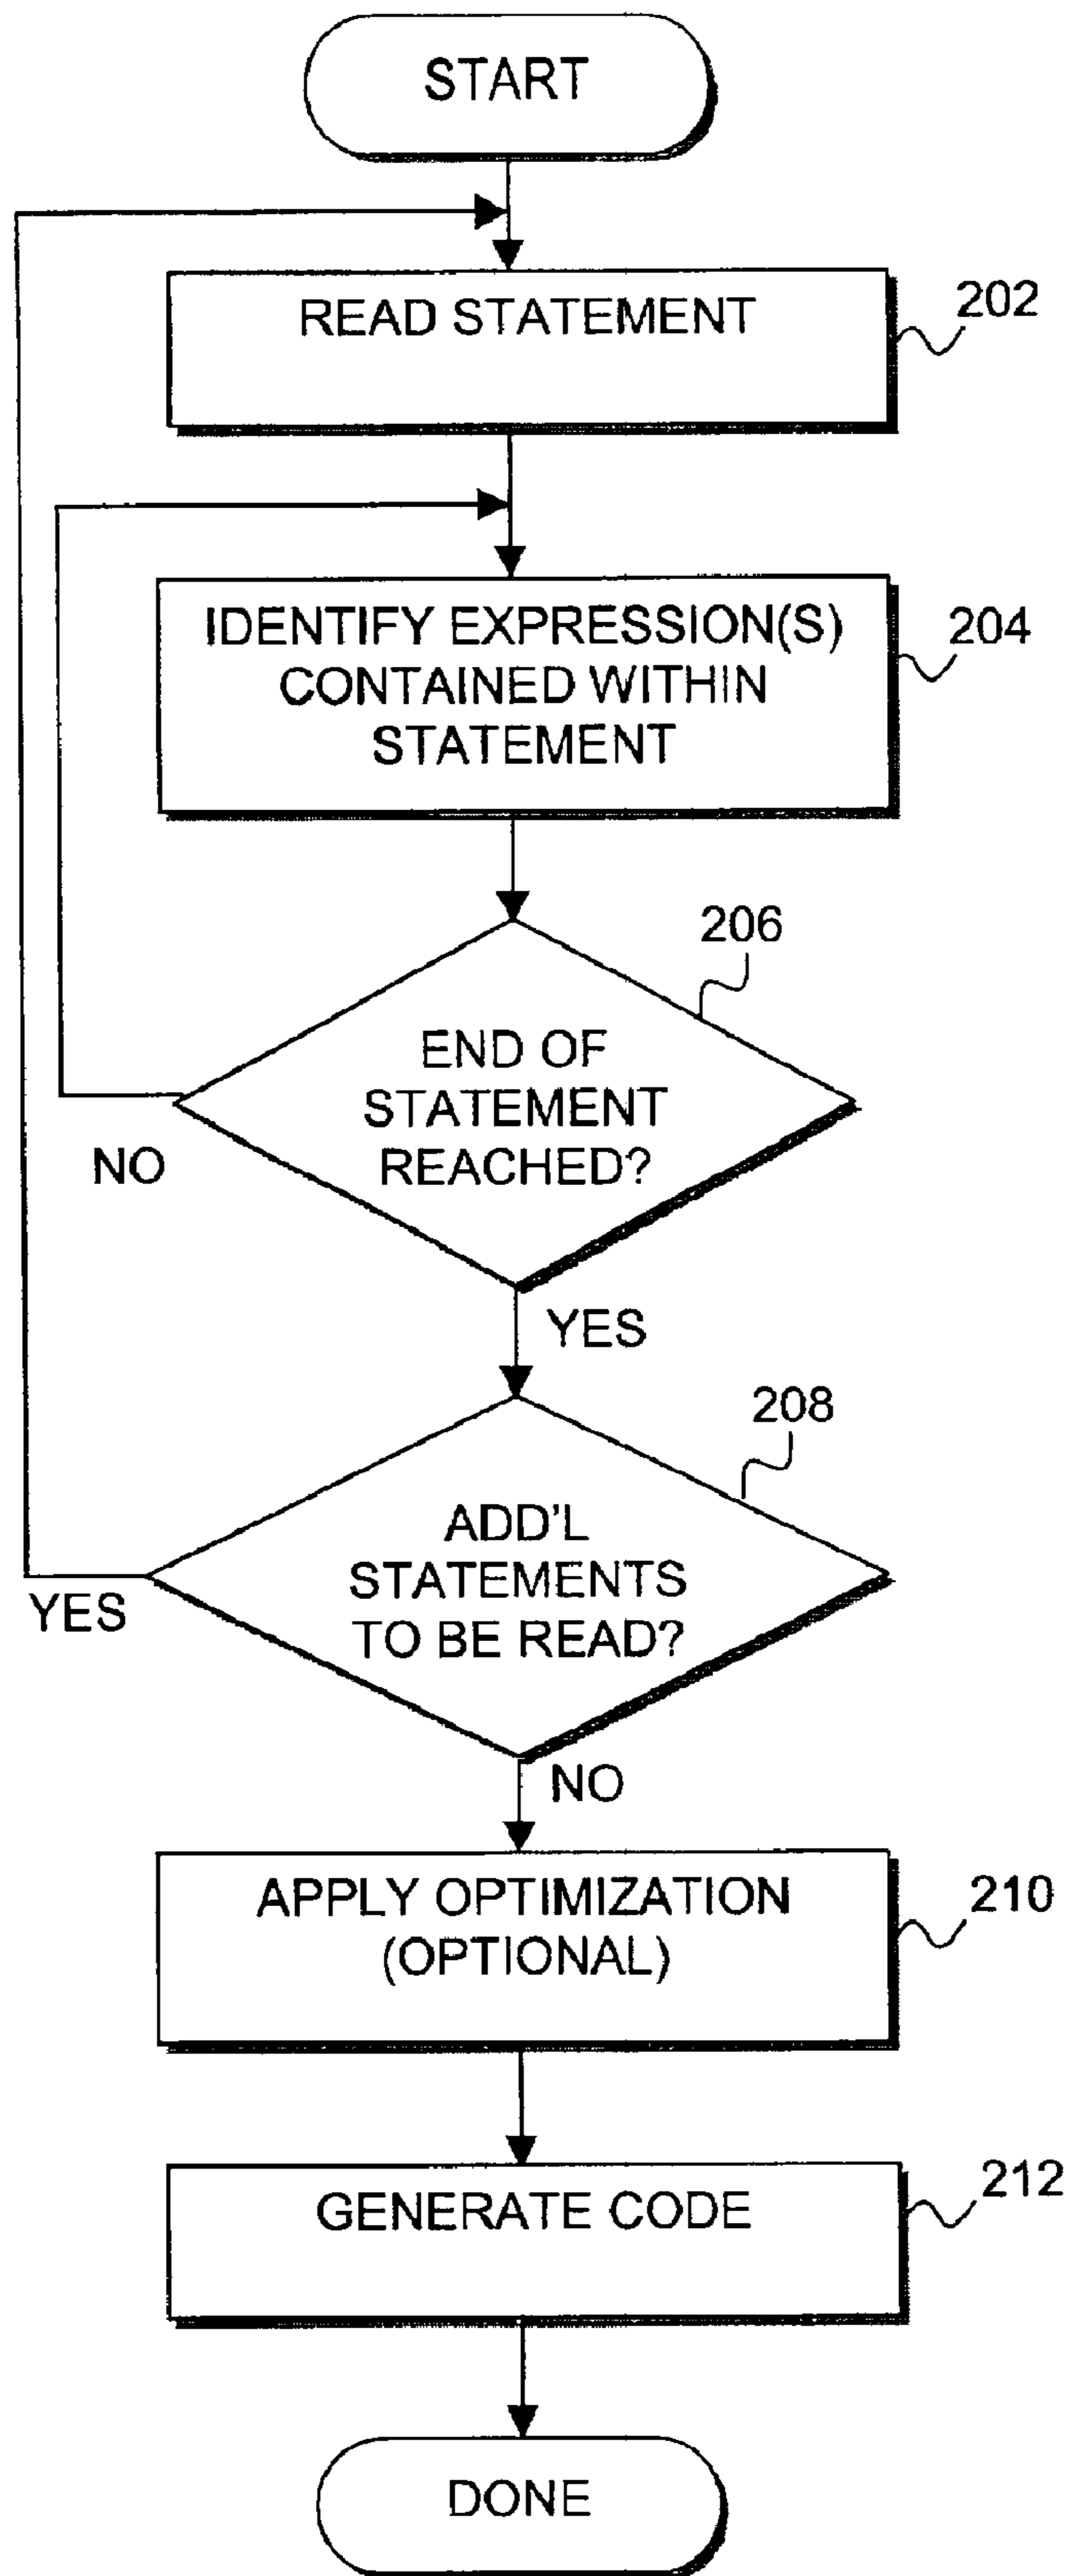 START
READ STATEMENT
202
IDENTIFY EXPRESSION(S)
CONTAINED WITHIN
STATEMENT
204
206
END OF
STATEMENT
REACHED?
NO
YES
208
ADD'L
STATEMENTS
TO BE READ?
YES
NO
APPLY OPTIMIZATION
(OPTIONAL)
210
GENERATE CODE
212
DONE